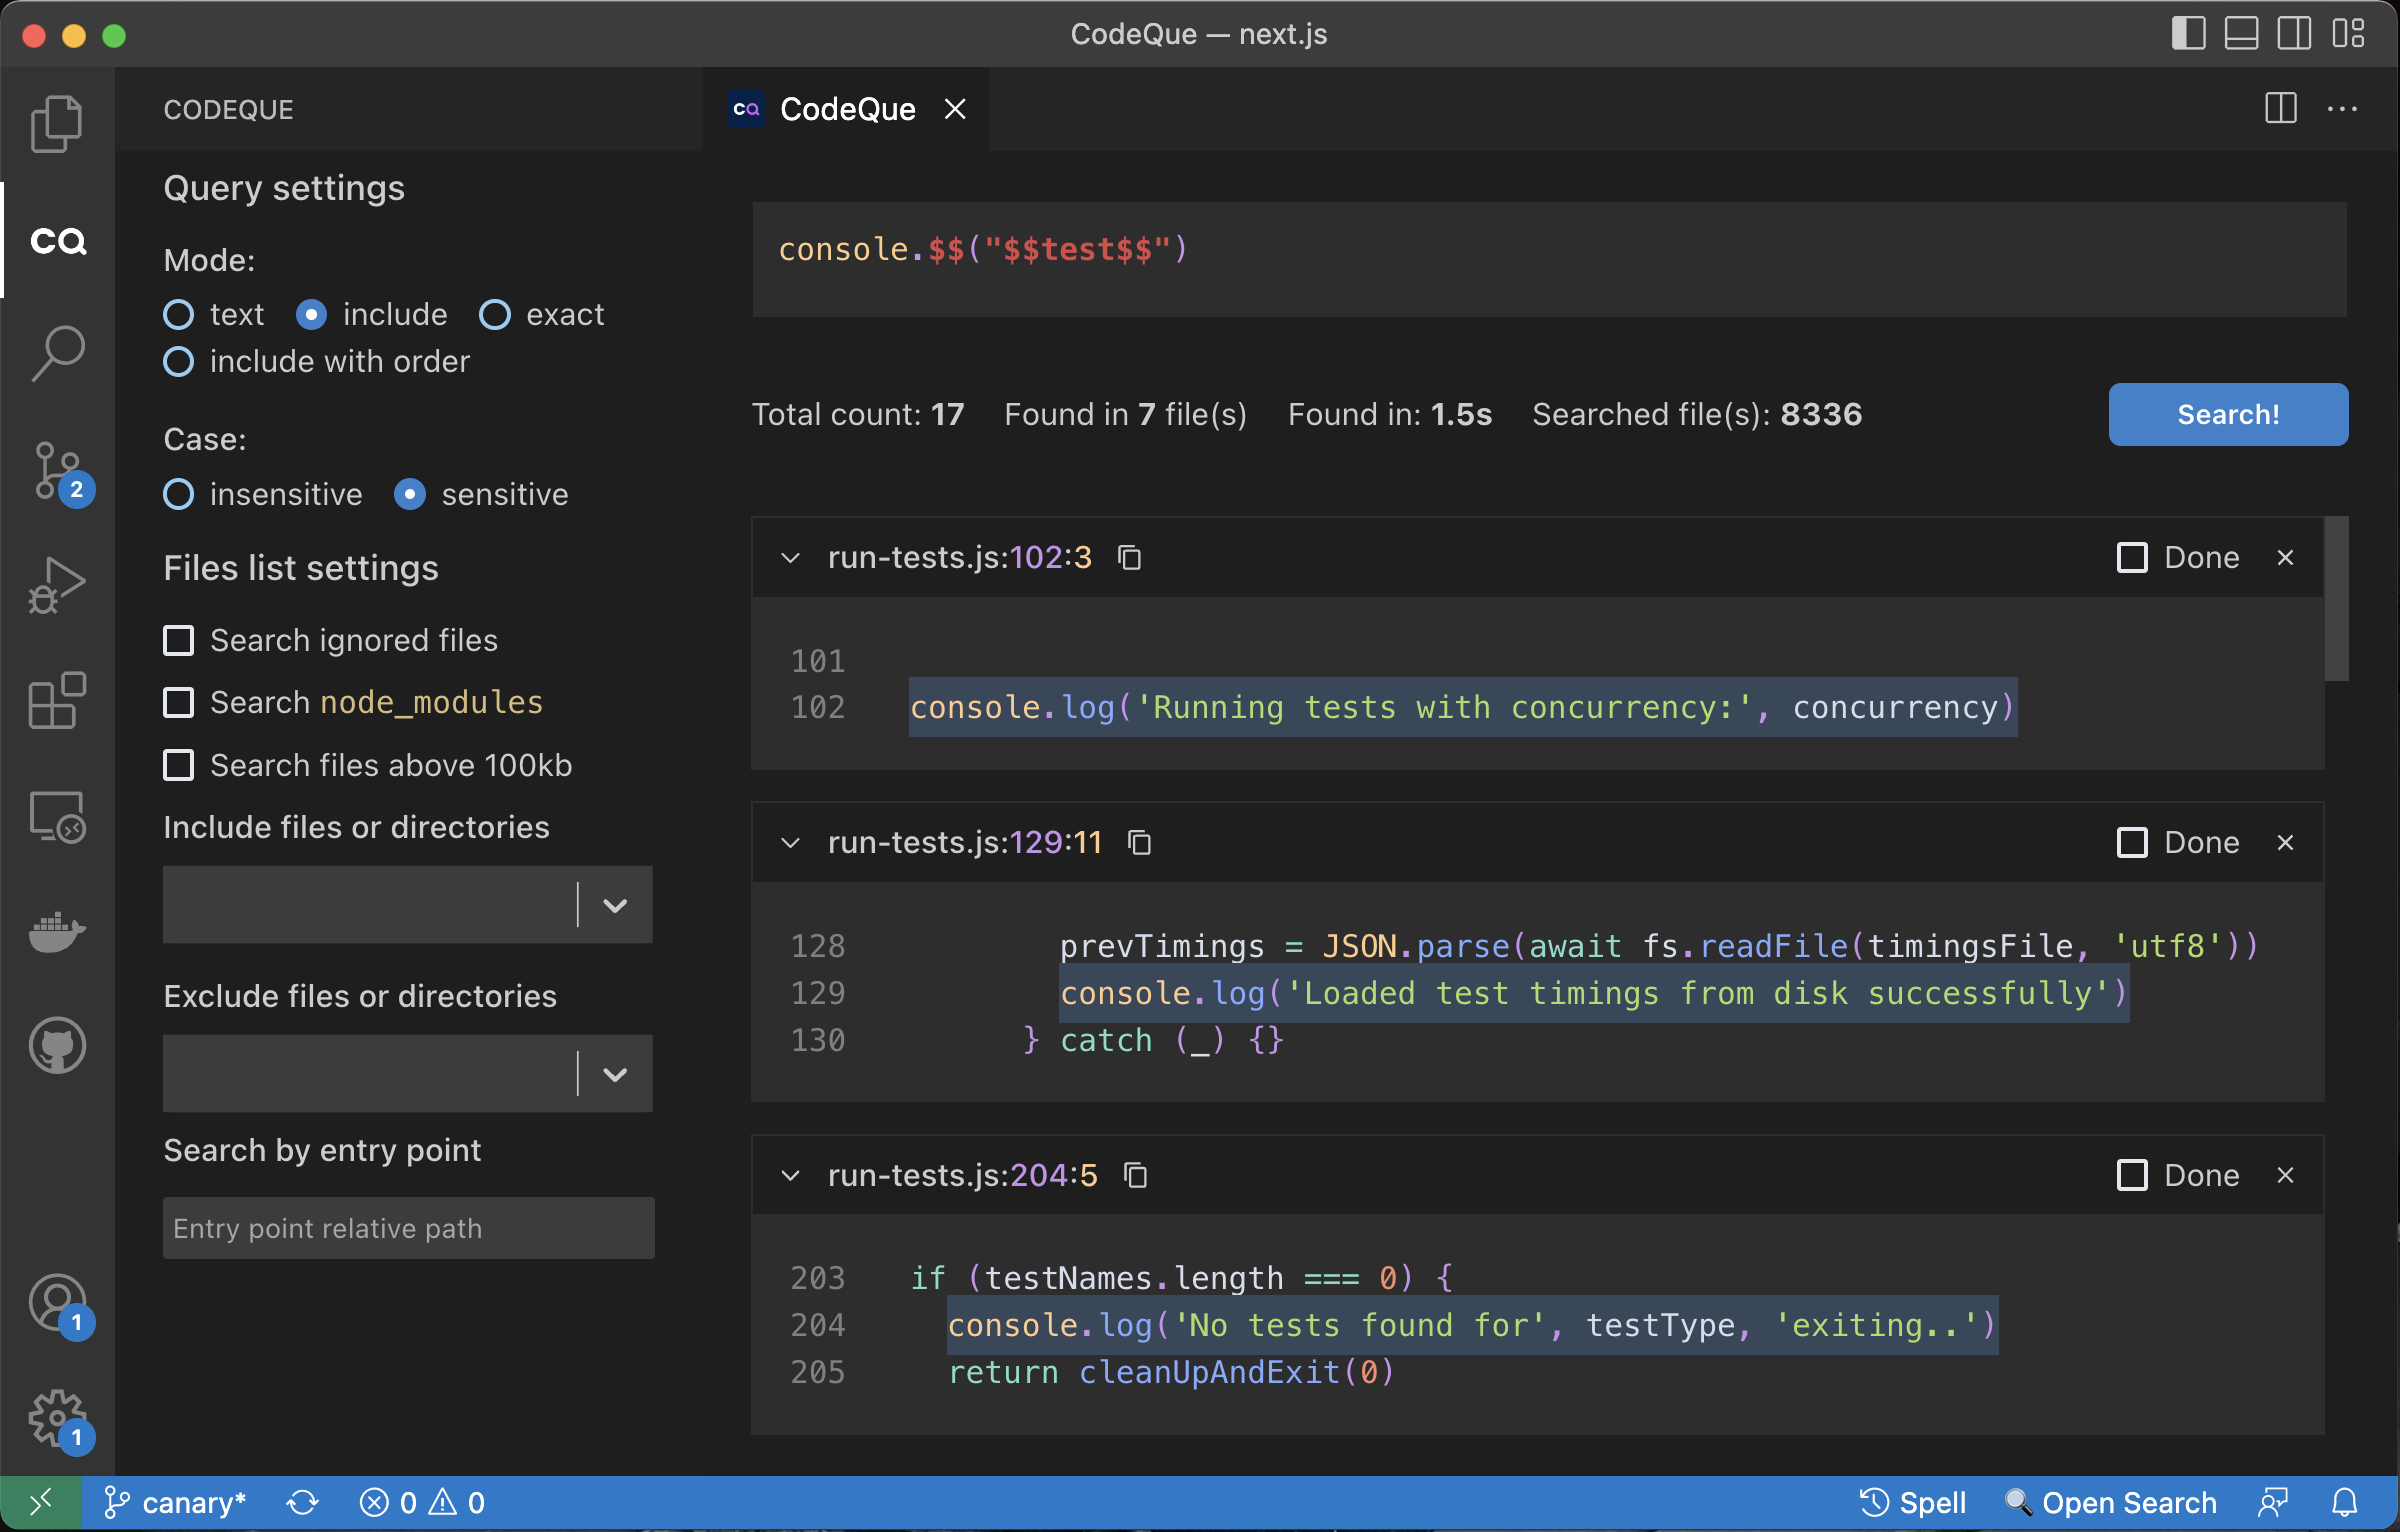 CodeQue — next.js
CODEQUE
CQ CodeQue
CQ
Query settings
Mode:
text include exact
include with order
Case:
insensitive sensitive
Files list settings
Search ignored files
Search node_modules
Search files above 100kb
Include files or directories
Exclude files or directories
Search by entry point
Entry point relative path
2
1
1
console.$$("$$test$$")
Total count: 17 Found in 7 file(s) Found in: 1.5s Searched file(s): 8336 Search!
run-tests.js:102:3 Done
101
102 console.log('Running tests with concurrency:', concurrency)
run-tests.js:129:11 Done
128 prevTimings = JSON.parse(await fs.readFile(timingsFile, 'utf8'))
129 console.log('Loaded test timings from disk successfully')
130 } catch (_) {}
run-tests.js:204:5 Done
203 if (testNames.length === 0) {
204 console.log('No tests found for', testType, 'exiting..')
205 return cleanUpAndExit(0)
canary* 0 0 Spell Open Search